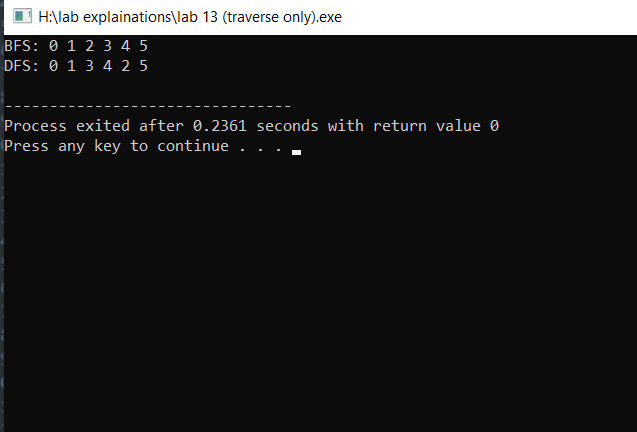 H:\lab explainations\lab 13 (traverse only).exe
BFS: 0 1 2 3 4 5
DFS: 0 1 3 4 2 5
--------------------------------
Process exited after 0.2361 seconds with return value 0
Press any key to continue . . .